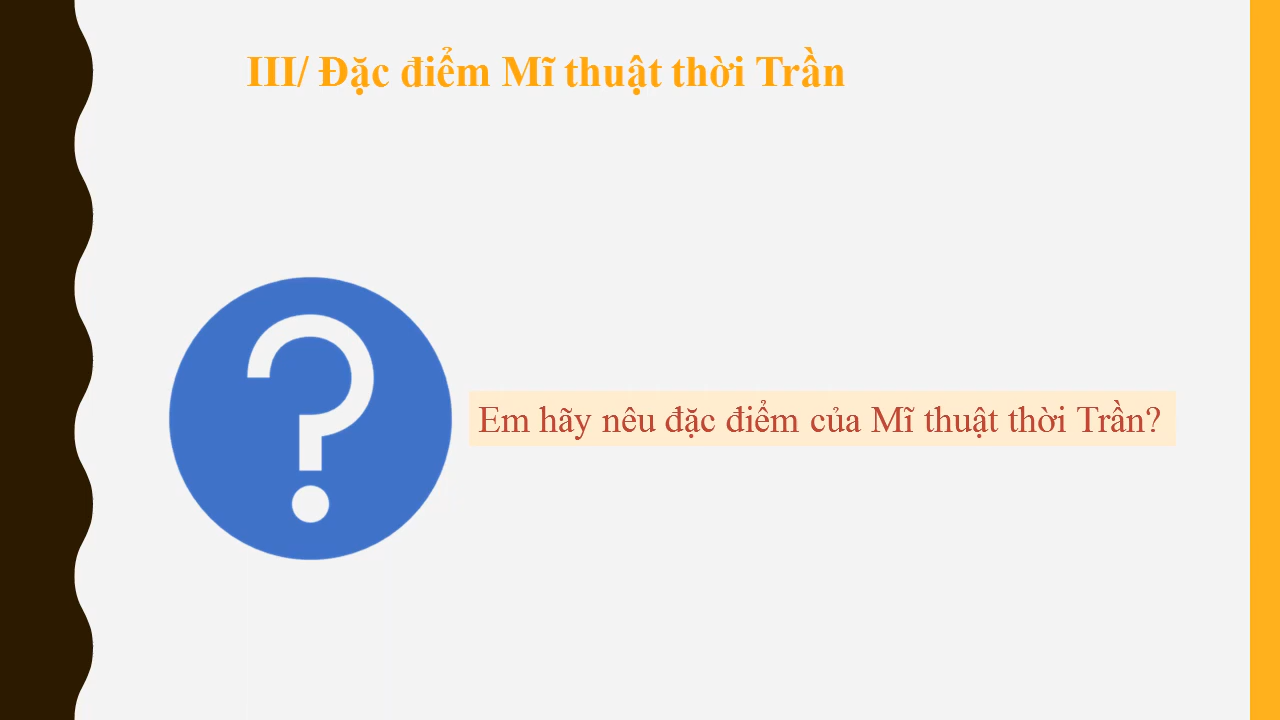 III/ Đặc điểm Mĩ thuật thời Trần
Em hãy nêu đặc điểm của Mĩ thuật thời Trần?